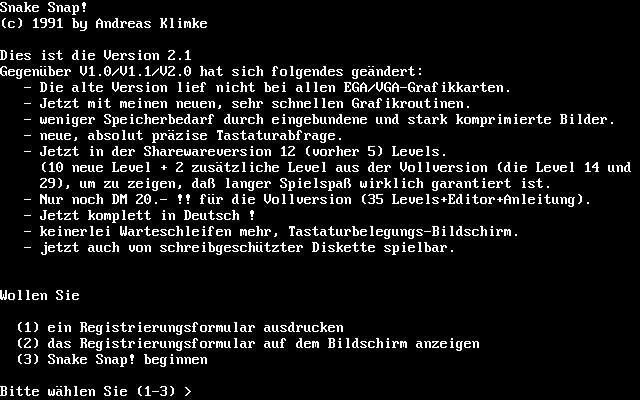 Snake Snap!
(c) 1991 by Andreas Klimke
Dies ist die Version 2.1
Gegenüber V1.0/V1.1/V2.0 hat sich folgendes geändert:
- Die alte Version lief nicht bei allen EGA/VGA-Grafikkarten.
- Jetzt mit meinen neuen, sehr schnellen Grafikroutinen.
- weniger Speicherbedarf durch eingebundene und stark komprimierte Bilder.
- neue, absolut präzise Tastaturabfrage.
- Jetzt in der Sharewareversion 12 (vorher 5) Levels.
(10 neue Level + 2 zusätzliche Level aus der Vollversion (die Level 14 und
29), um zu zeigen, daß langer Spielspaß wirklich garantiert ist.
- Nur noch DM 20.- !! für die Vollversion (35 Levels+Editor+Anleitung).
- Jetzt komplett in Deutsch !
- keinerlei Warteschleifen mehr, Tastaturbelegungs-Bildschirm.
- jetzt auch von schreibgeschützter Diskette spielbar.
Wollen Sie
(1) ein Registrierungsformular ausdrucken
(2) das Registrierungsformular auf dem Bildschirm anzeigen
(3) Snake Snap! beginnen
Bitte wählen Sie (1-3) >